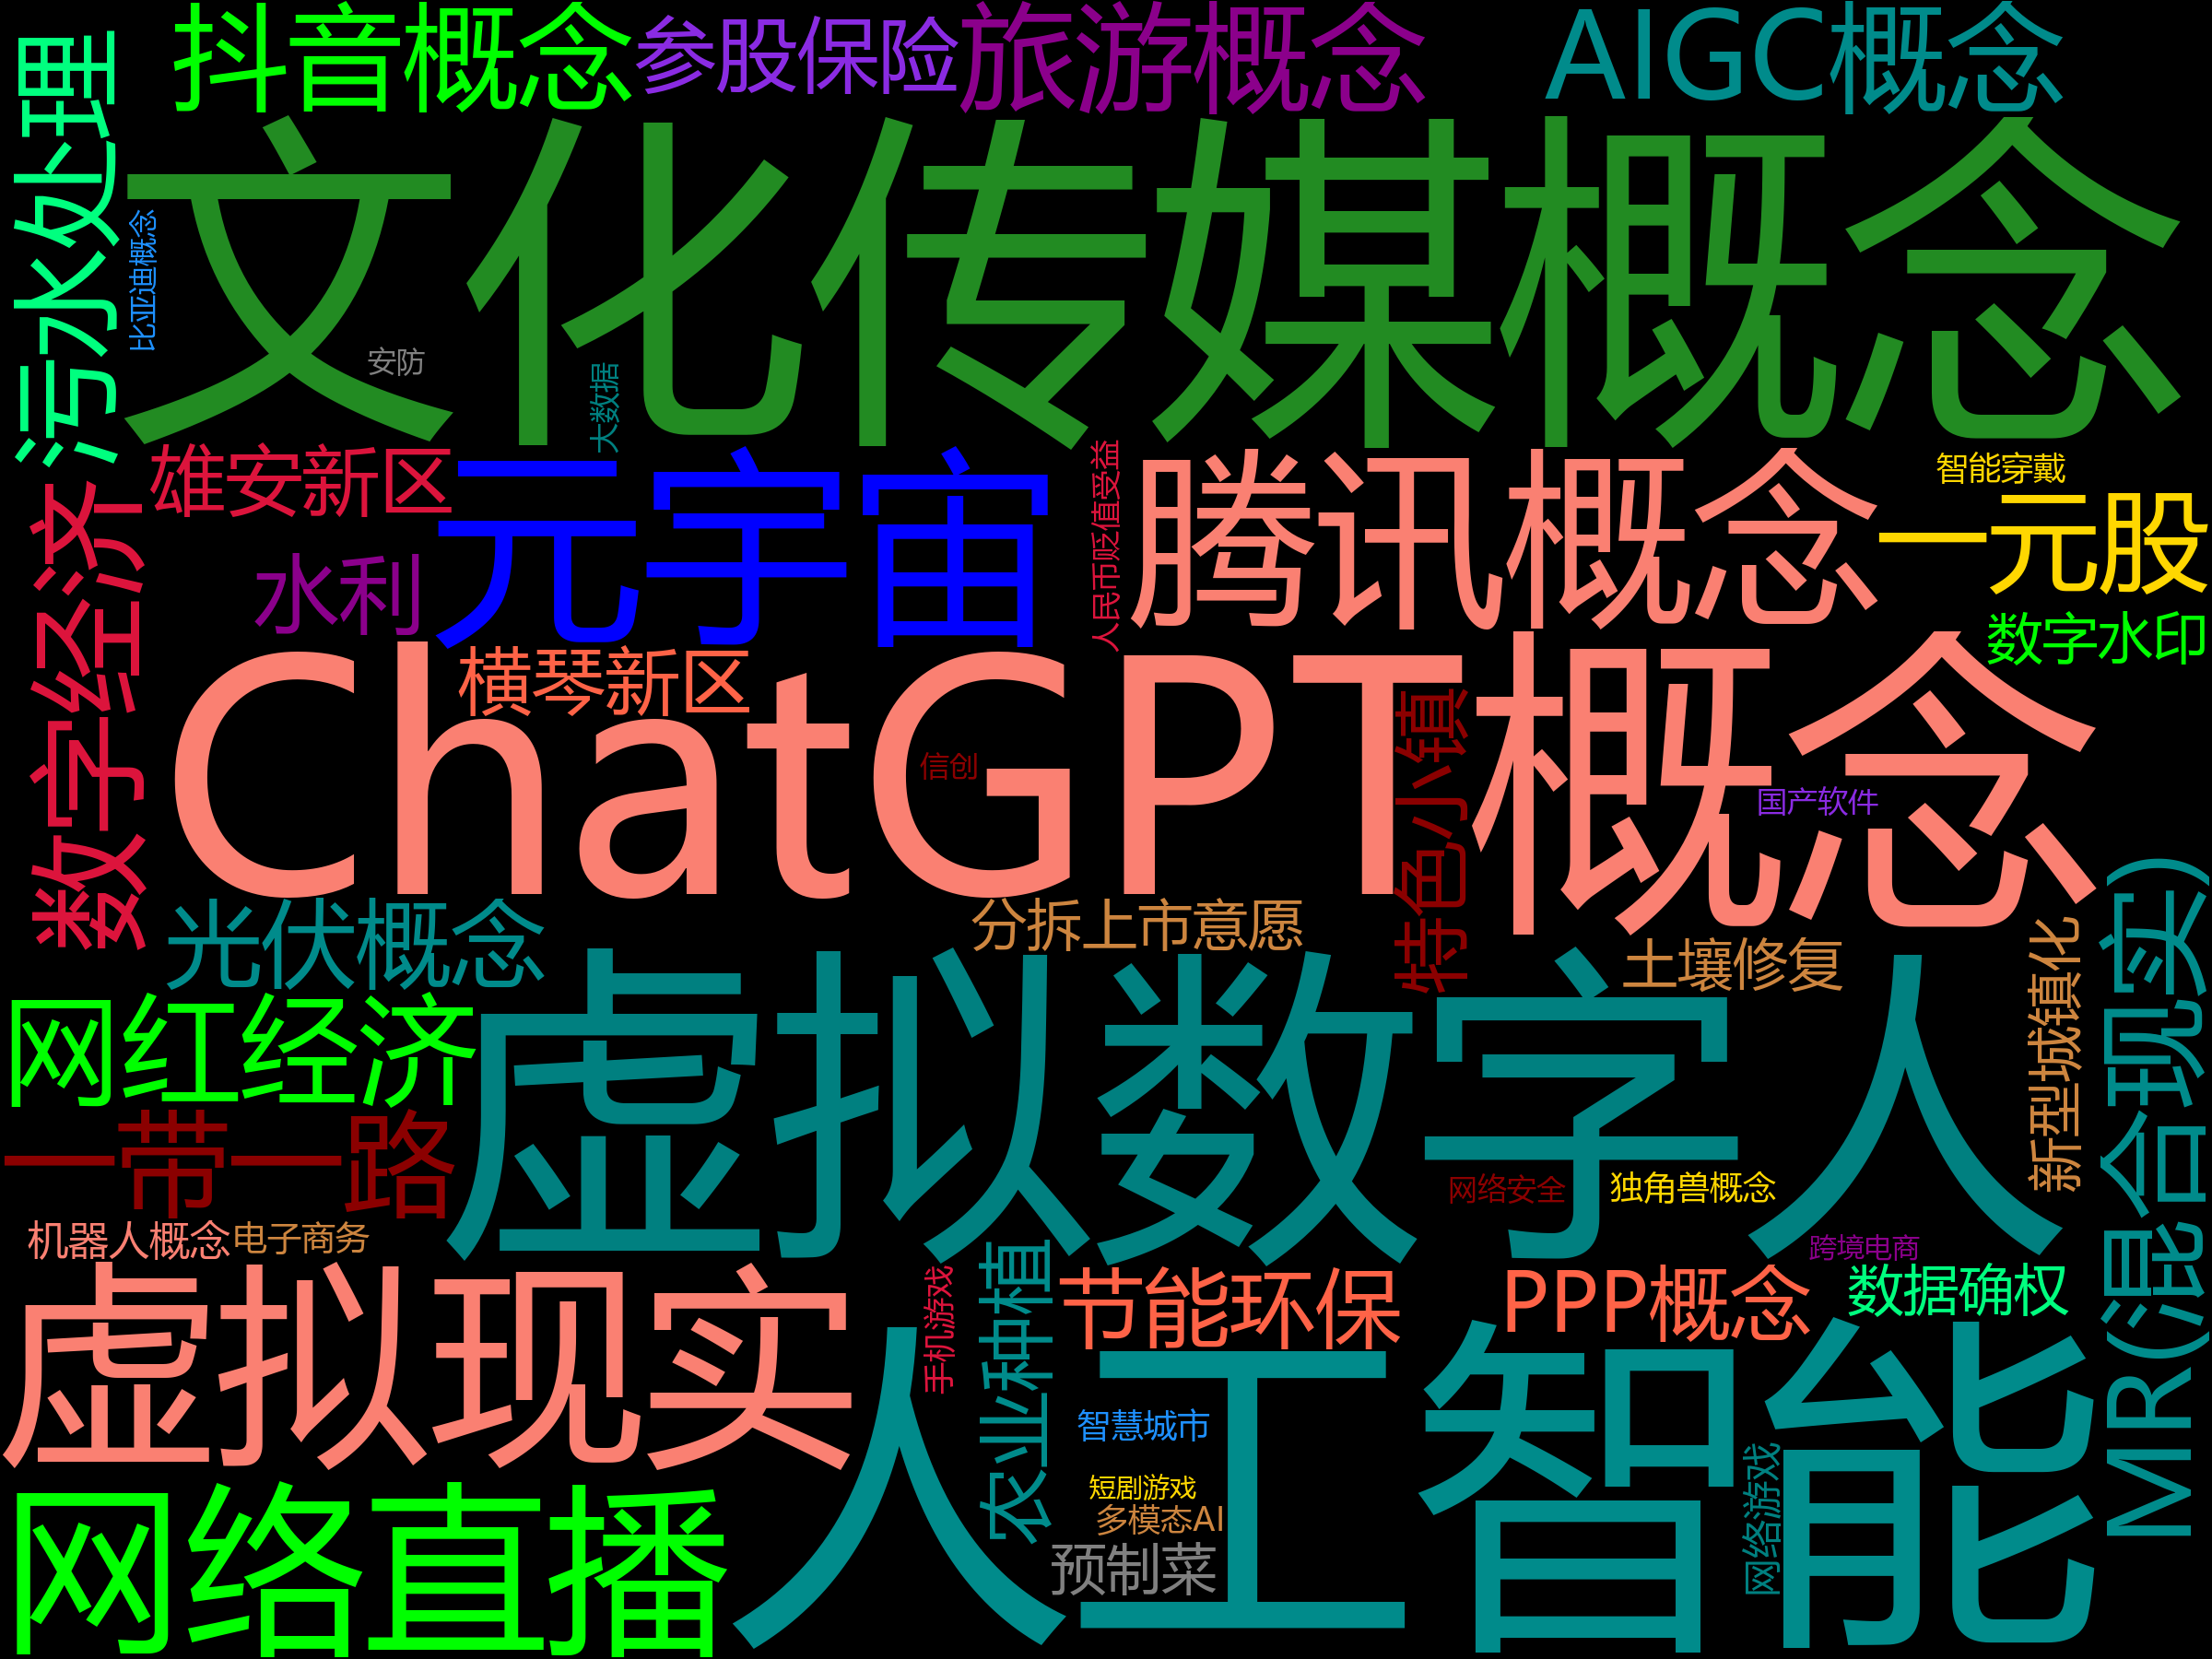 抖音概念
参股保险
旅游概念
AIGC概念
污水处理
文化传媒概念
比亚迪概念
安防
大数据
雄安新区
元宇宙
人民币贬值受益
腾讯概念
智能穿戴
一元股
数字经济
水利
数字水印
横琴新区
ChatGPT概念
信创
特色小镇
国产软件
光伏概念
分拆上市意愿
土壤修复
新型城镇化
MR(混合现实)
网红经济
虚拟数字人
一带一路
网络安全
独角兽概念
机器人概念
电子商务
跨境电商
虚拟现实
手机游戏
农业种植
节能环保
PPP概念
数据确权
人工智能
智慧城市
网络游戏
短剧游戏
多模态AI
网络直播
预制菜